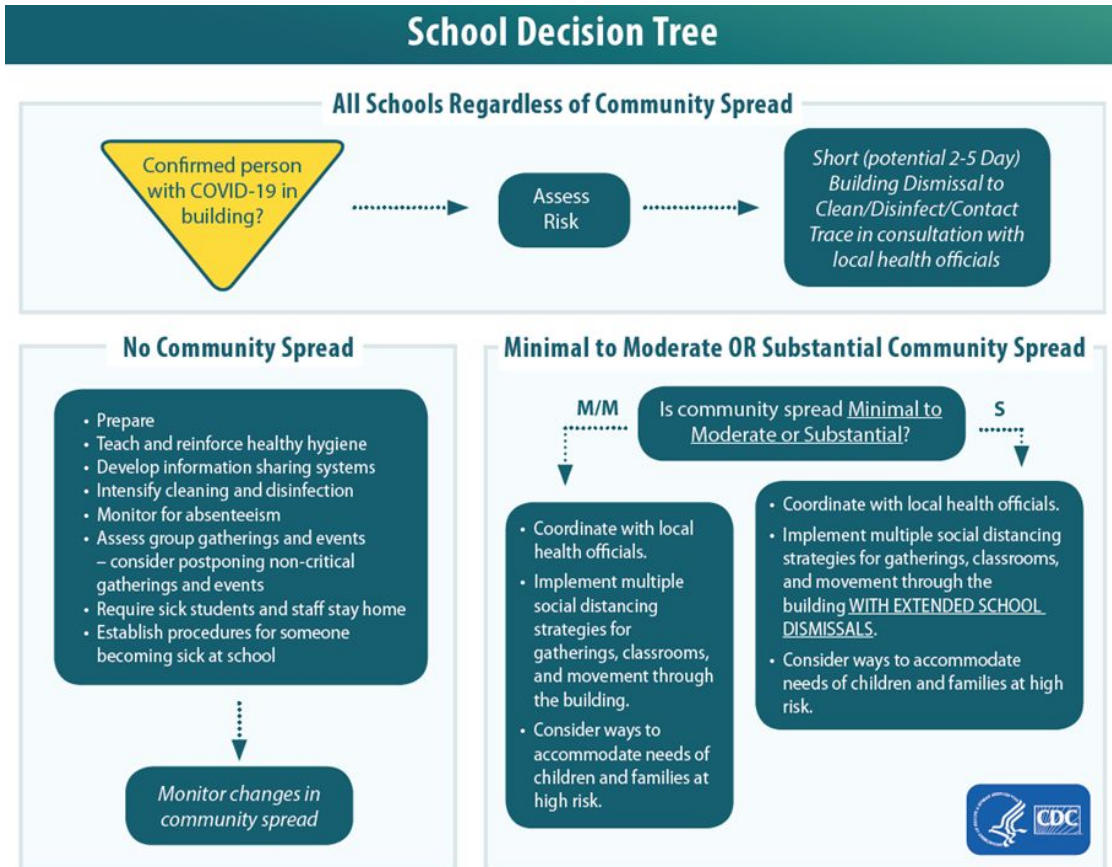 School Decision Tree
All Schools Regardless of Community Spread
Confirmed person
with COVID-19 in
building?
Assess
Risk
Short (potential 2-5 Day)
Building Dismissal to
Clean/Disinfect/Contact
Trace in consultation with
local health officials
No Community Spread
• Prepare
• Teach and reinforce healthy hygiene
• Develop information sharing systems
• Intensify cleaning and disinfection
• Monitor for absenteeism
• Assess group gatherings and events
– consider postponing non-critical
gatherings and events
• Require sick students and staff stay home
• Establish procedures for someone
becoming sick at school
Monitor changes in
community spread
Minimal to Moderate OR Substantial Community Spread
Is community spread Minimal to
Moderate or Substantial?
M/M
• Coordinate with local
health officials.
• Implement multiple
social distancing
strategies for
gatherings, classrooms,
and movement through
the building.
• Consider ways to
accommodate needs of
children and families at
high risk.
S
• Coordinate with local health officials.
• Implement multiple social distancing
strategies for gatherings, classrooms,
and movement through the
building WITH EXTENDED SCHOOL
DISMISSALS.
• Consider ways to accommodate
needs of children and families at high
risk.
CDC